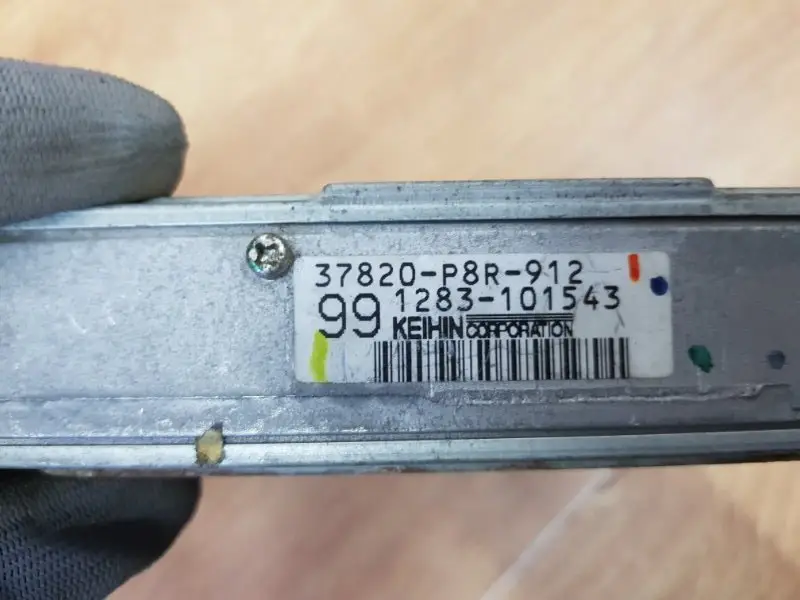 37820-P8R-912
99 1283-101543
KEIHIN CORPORATION